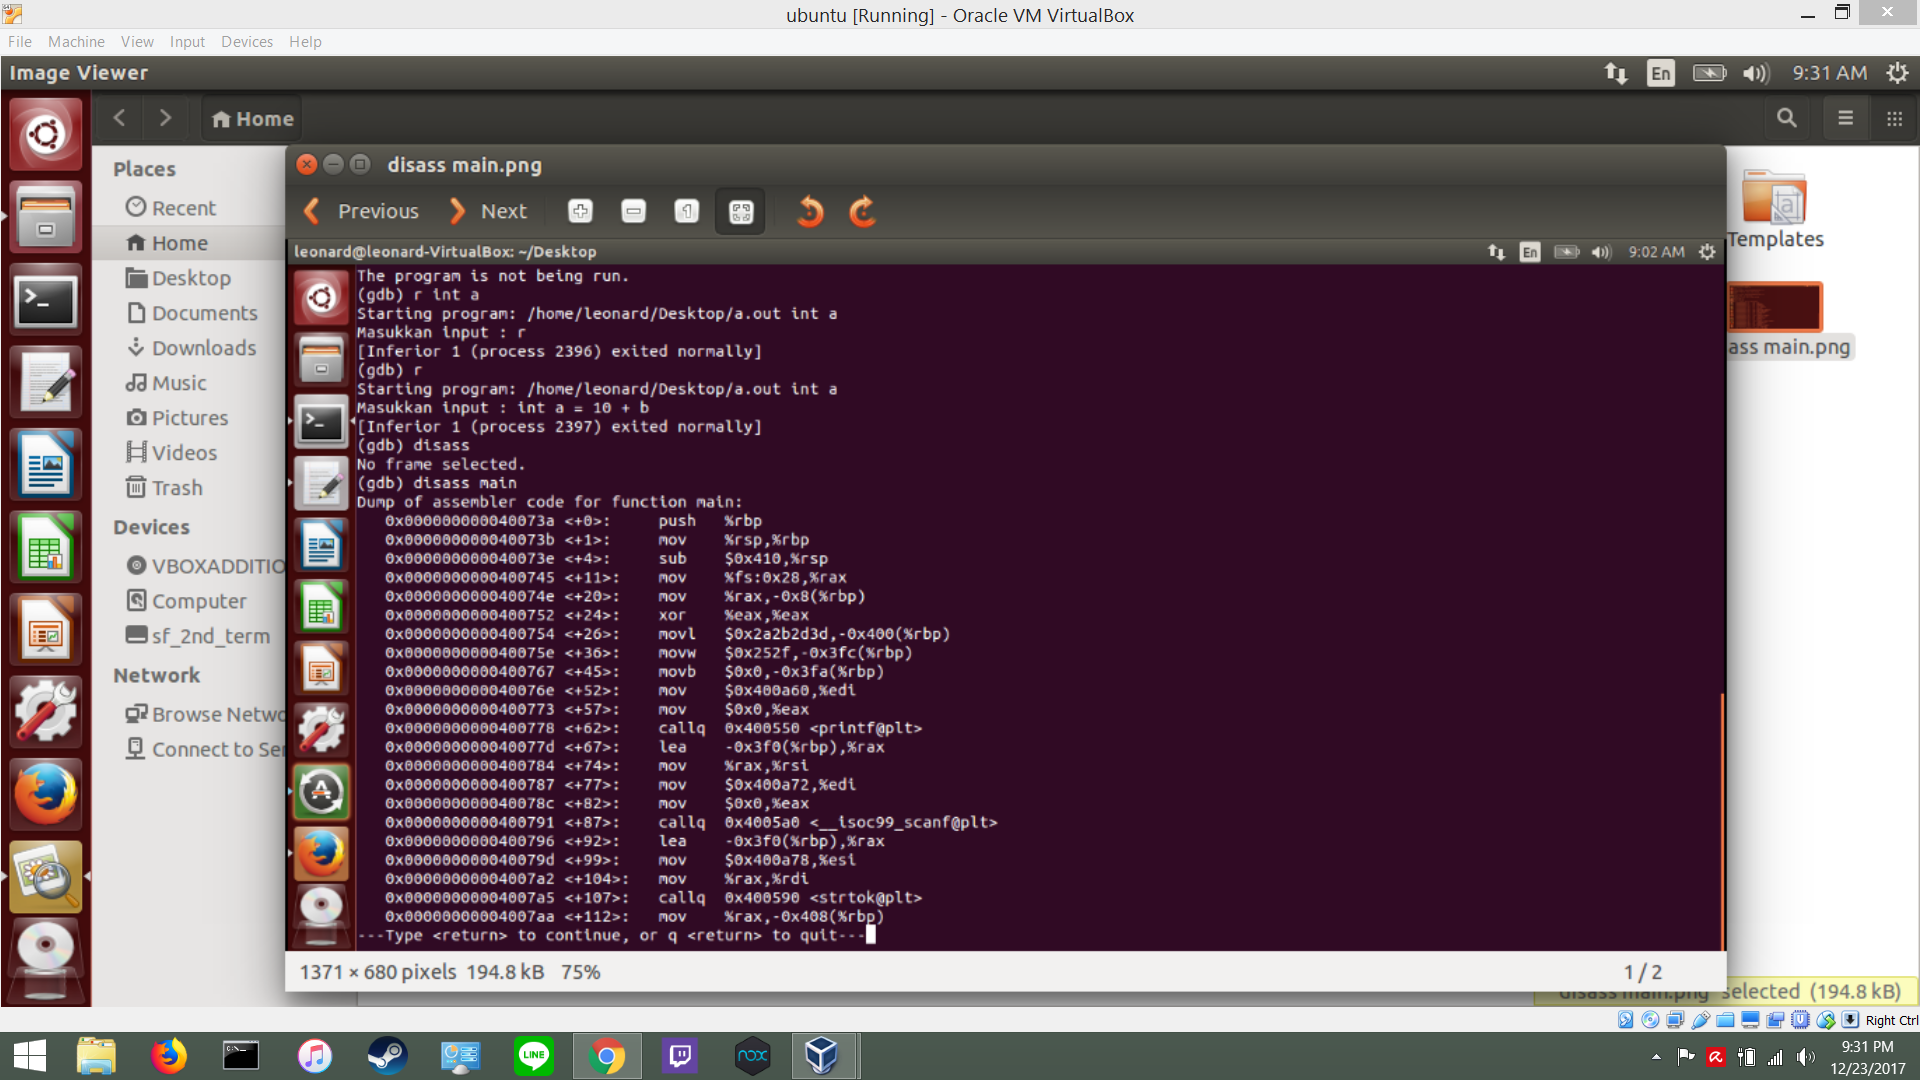 ubuntu [Running] - Oracle VM VirtualBox
File Machine View Input Devices Help
Image Viewer
En
9:31 AM
Home
Places
Recent
Home
Desktop
Documents
Downloads
Music
Pictures
Videos
Trash
Devices
VBOXADDITIO
Computer
sf_2nd_term
Network
Browse Netwo
Connect to Se
disass main.png
Previous Next
leonard@leonard-VirtualBox: ~/Desktop
En
9:02 AM
The program is not being run.
(gdb) r int a
Starting program: /home/leonard/Desktop/a.out int a
Masukkan input : r
[Inferior 1 (process 2396) exited normally]
(gdb) r
Starting program: /home/leonard/Desktop/a.out int a
Masukkan input : int a = 10 + b
[Inferior 1 (process 2397) exited normally]
(gdb) disass
No frame selected.
(gdb) disass main
Dump of assembler code for function main:
0x000000000040073a <+0>: push %rbp
0x000000000040073b <+1>: mov %rsp,%rbp
0x000000000040073e <+4>: sub $0x410,%rsp
0x0000000000400745 <+11>: mov %fs:0x28,%rax
0x000000000040074e <+20>: mov %rax,-0x8(%rbp)
0x0000000000400752 <+24>: xor %eax,%eax
0x0000000000400754 <+26>: movl $0x2a2b2d3d,-0x400(%rbp)
0x000000000040075e <+36>: movw $0x252f,-0x3fc(%rbp)
0x0000000000400767 <+45>: movb $0x0,-0x3fa(%rbp)
0x000000000040076e <+52>: mov $0x400a60,%edi
0x0000000000400773 <+57>: mov $0x0,%eax
0x0000000000400778 <+62>: callq 0x400550 <printf@plt>
0x000000000040077d <+67>: lea -0x3f0(%rbp),%rax
0x0000000000400784 <+74>: mov %rax,%rsi
0x0000000000400787 <+77>: mov $0x400a72,%edi
0x000000000040078c <+82>: mov $0x0,%eax
0x0000000000400791 <+87>: callq 0x4005a0 <__isoc99_scanf@plt>
0x0000000000400796 <+92>: lea -0x3f0(%rbp),%rax
0x000000000040079d <+99>: mov $0x400a78,%esi
0x00000000004007a2 <+104>: mov %rax,%rdi
0x00000000004007a5 <+107>: callq 0x400590 <strtok@plt>
0x00000000004007aa <+112>: mov %rax,-0x408(%rbp)
---Type <return> to continue, or q <return> to quit---
1371 × 680 pixels 194.8 kB 75%
1 / 2
Templates
ass main.png
disass main.png selected (194.8 kB)
Right Ctrl
LINE
nox
9:31 PM
12/23/2017